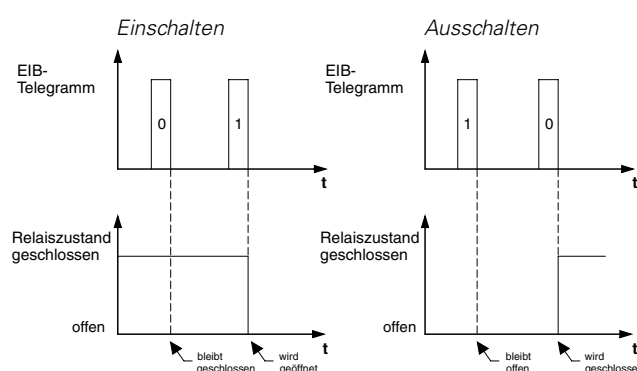 Einschalten
EIB-
Telegramm
0
1
t
Relaiszustand
geschlossen
offen
t
bleibt
geschlossen
wird
geöffnet
Ausschalten
EIB-
Telegramm
1
0
t
Relaiszustand
geschlossen
offen
t
bleibt
offen
wird
geschlossen